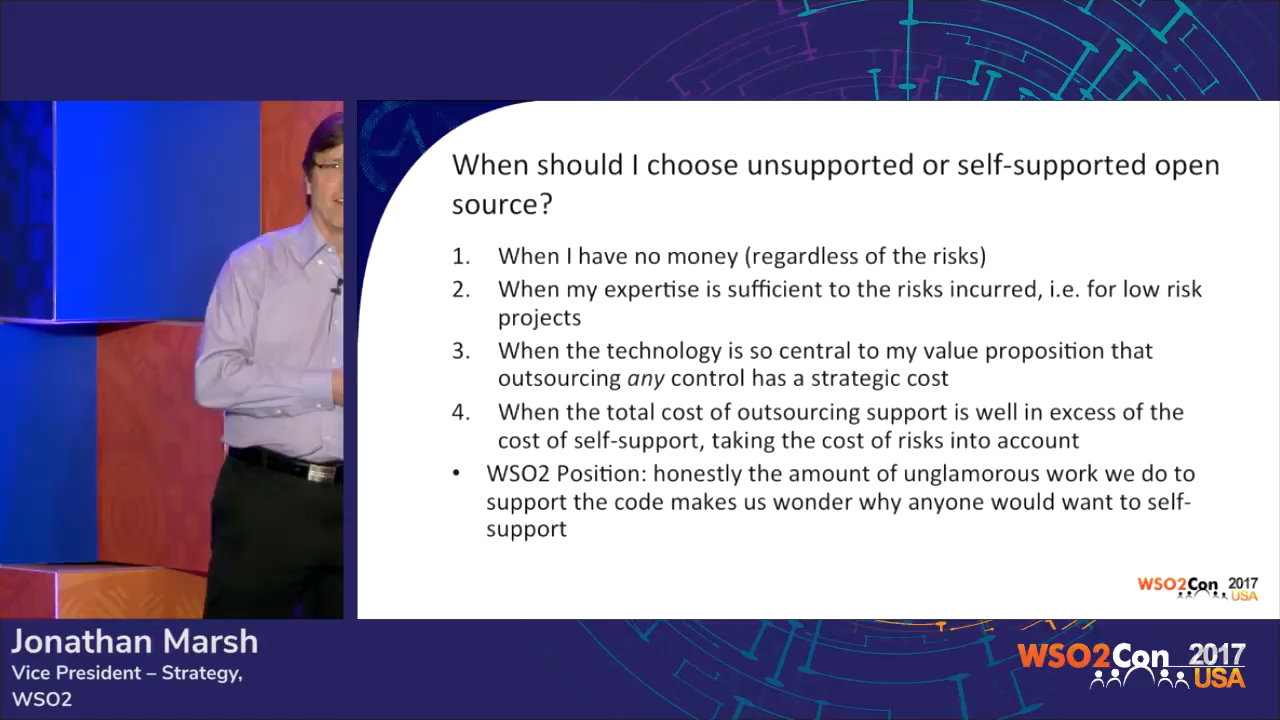 When should I choose unsupported or self-supported open
source?
1. When I have no money (regardless of the risks)
2. When my expertise is sufficient to the risks incurred, i.e. for low risk
projects
3. When the technology is so central to my value proposition that
outsourcing any control has a strategic cost
4. When the total cost of outsourcing support is well in excess of the
cost of self-support, taking the cost of risks into account
• WSO2 Position: honestly the amount of unglamorous work we do to
support the code makes us wonder why anyone would want to self-
support
WSO2Con 2017
USA
Jonathan Marsh
Vice President – Strategy,
WSO2
WSO2Con 2017
USA